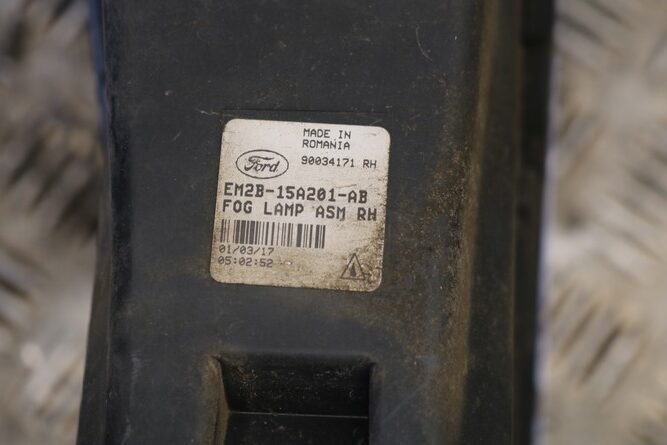 MADE IN
ROMANIA
Ford
90034171 RH
EM2B-15A201-AB
FOG LAMP ASM RH
01/03/17
05:02:52